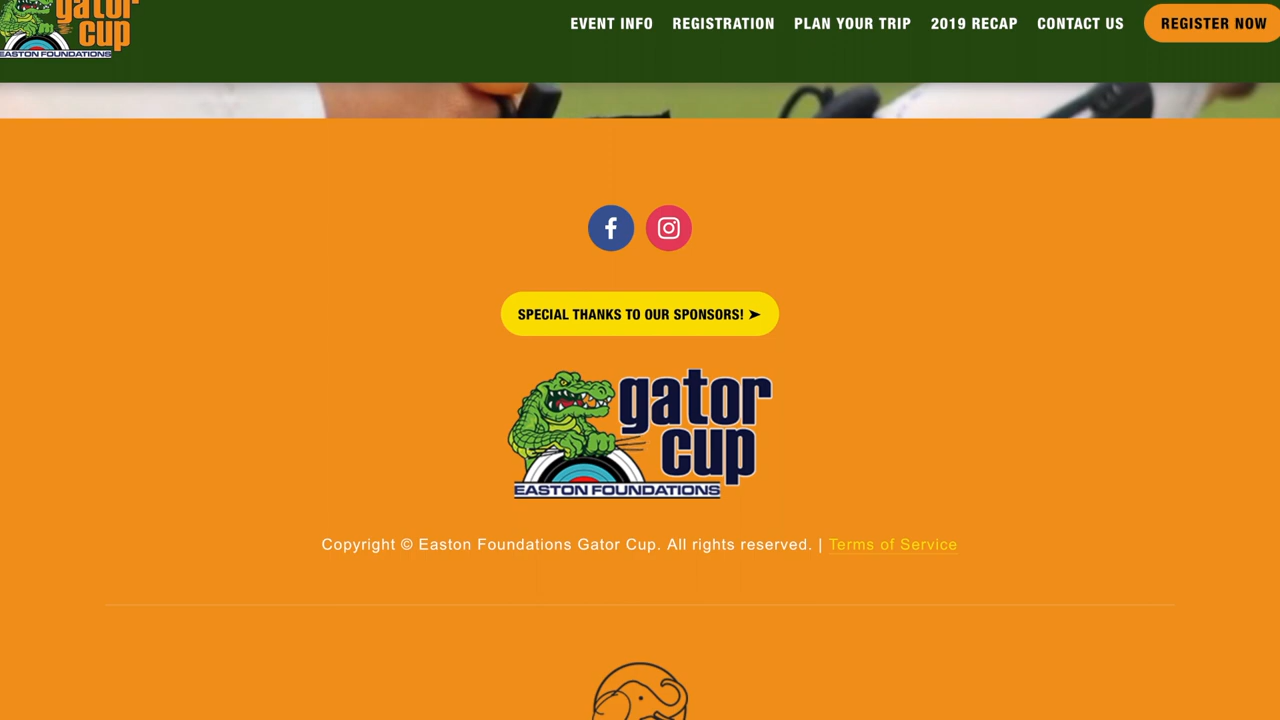 gator
cup
EASTON FOUNDATIONS
EVENT INFO REGISTRATION PLAN YOUR TRIP 2019 RECAP CONTACT US REGISTER NOW
SPECIAL THANKS TO OUR SPONSORS! ➤
gator
cup
EASTON FOUNDATIONS
Copyright © Easton Foundations Gator Cup. All rights reserved. | Terms of Service